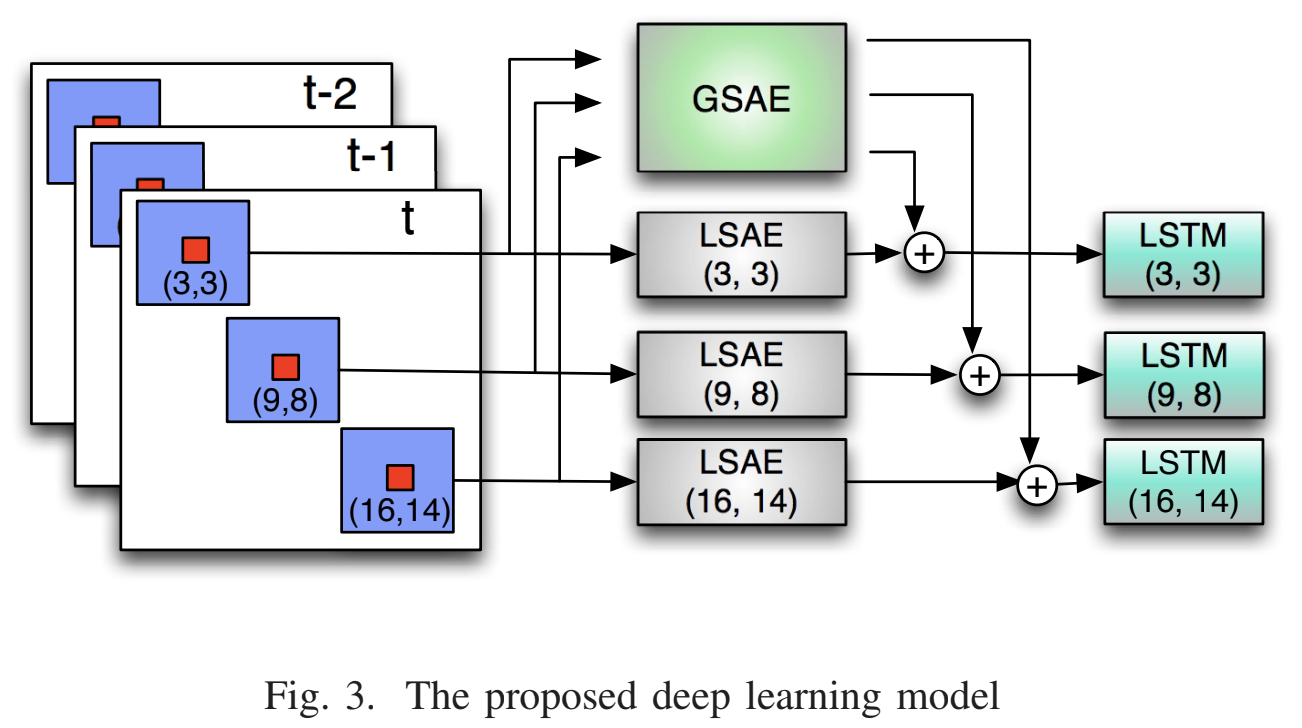 t-2
t-1
t
(3,3)
(9,8)
(16,14)
GSAE
LSAE
(3, 3)
LSAE
(9, 8)
LSAE
(16, 14)
+
+
+
LSTM
(3, 3)
LSTM
(9, 8)
LSTM
(16, 14)
Fig. 3. The proposed deep learning model